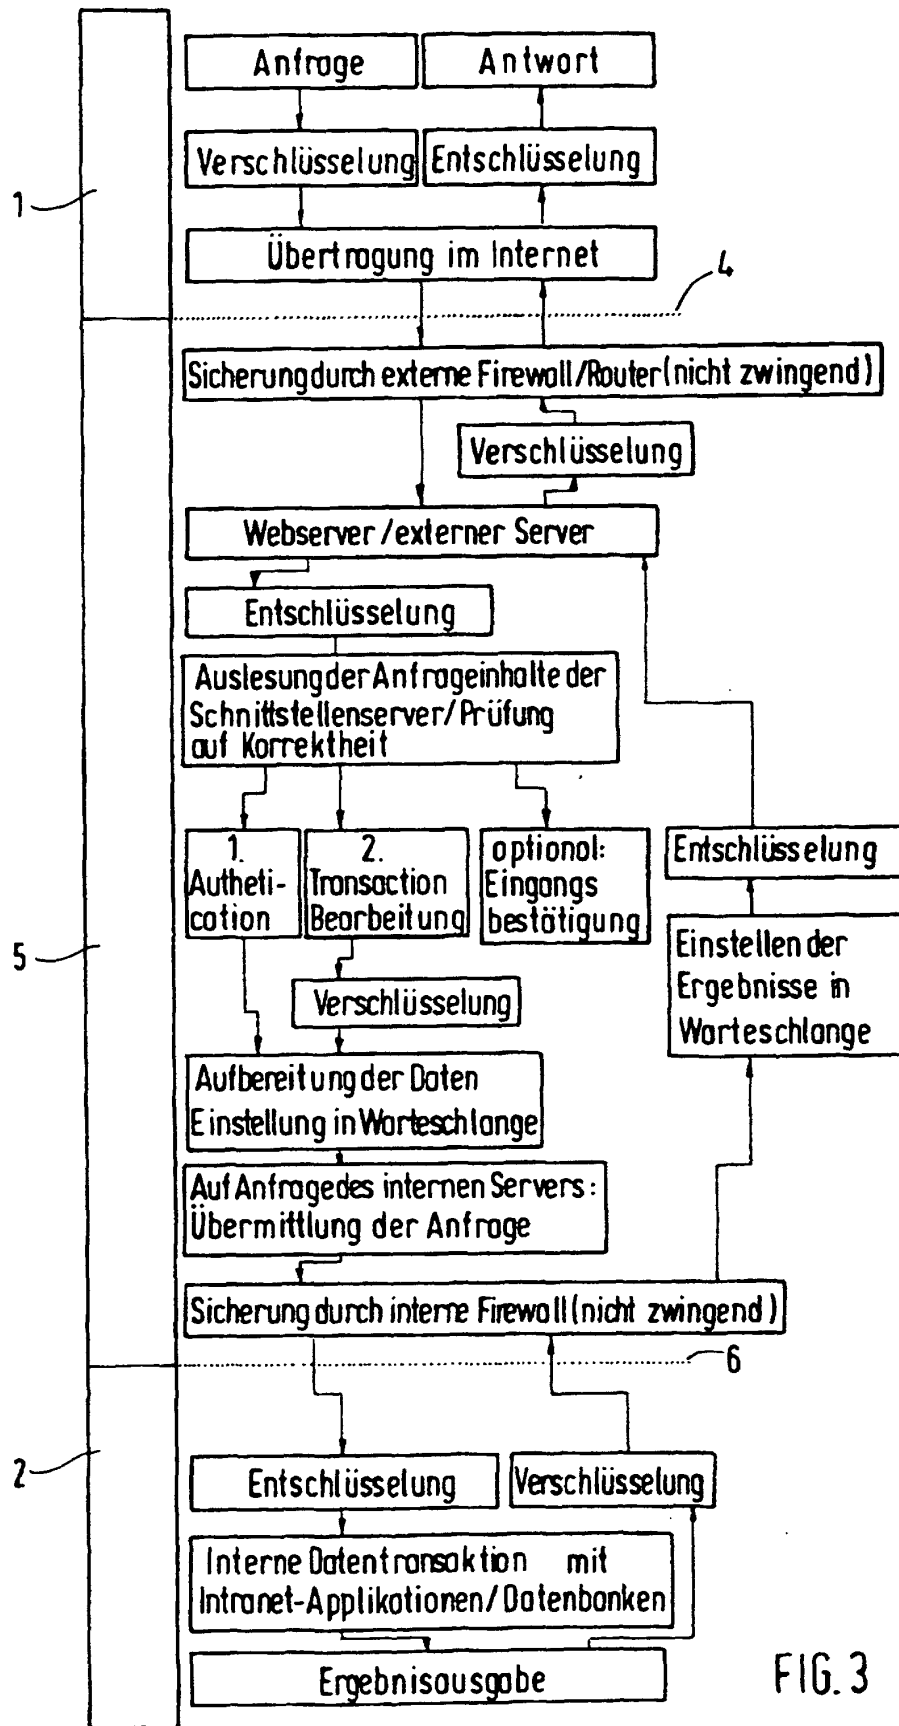 Anfrage
Antwort
Verschlüsselung
Entschlüsselung
1
Übertragung im Internet
4
Sicherung durch externe Firewall/Router (nicht zwingend)
Verschlüsselung
Webserver/externer Server
Entschlüsselung
Auslesung der Anfrageinhalte der
Schnittstellenserver/Prüfung
auf Korrektheit
1.
Autheti-
cation
2.
Transaction
Bearbeitung
optional:
Eingangs
bestätigung
Entschlüsselung
5
Einstellen der
Ergebnisse in
Warteschlange
Verschlüsselung
Aufbereitung der Daten
Einstellung in Warteschlange
Auf Anfrage des internen Servers:
Übermittlung der Anfrage
Sicherung durch interne Firewall (nicht zwingend)
6
2
Entschlüsselung
Verschlüsselung
Interne Datentransaktion mit
Intranet-Applikationen/Datenbanken
Ergebnisausgabe
FIG. 3